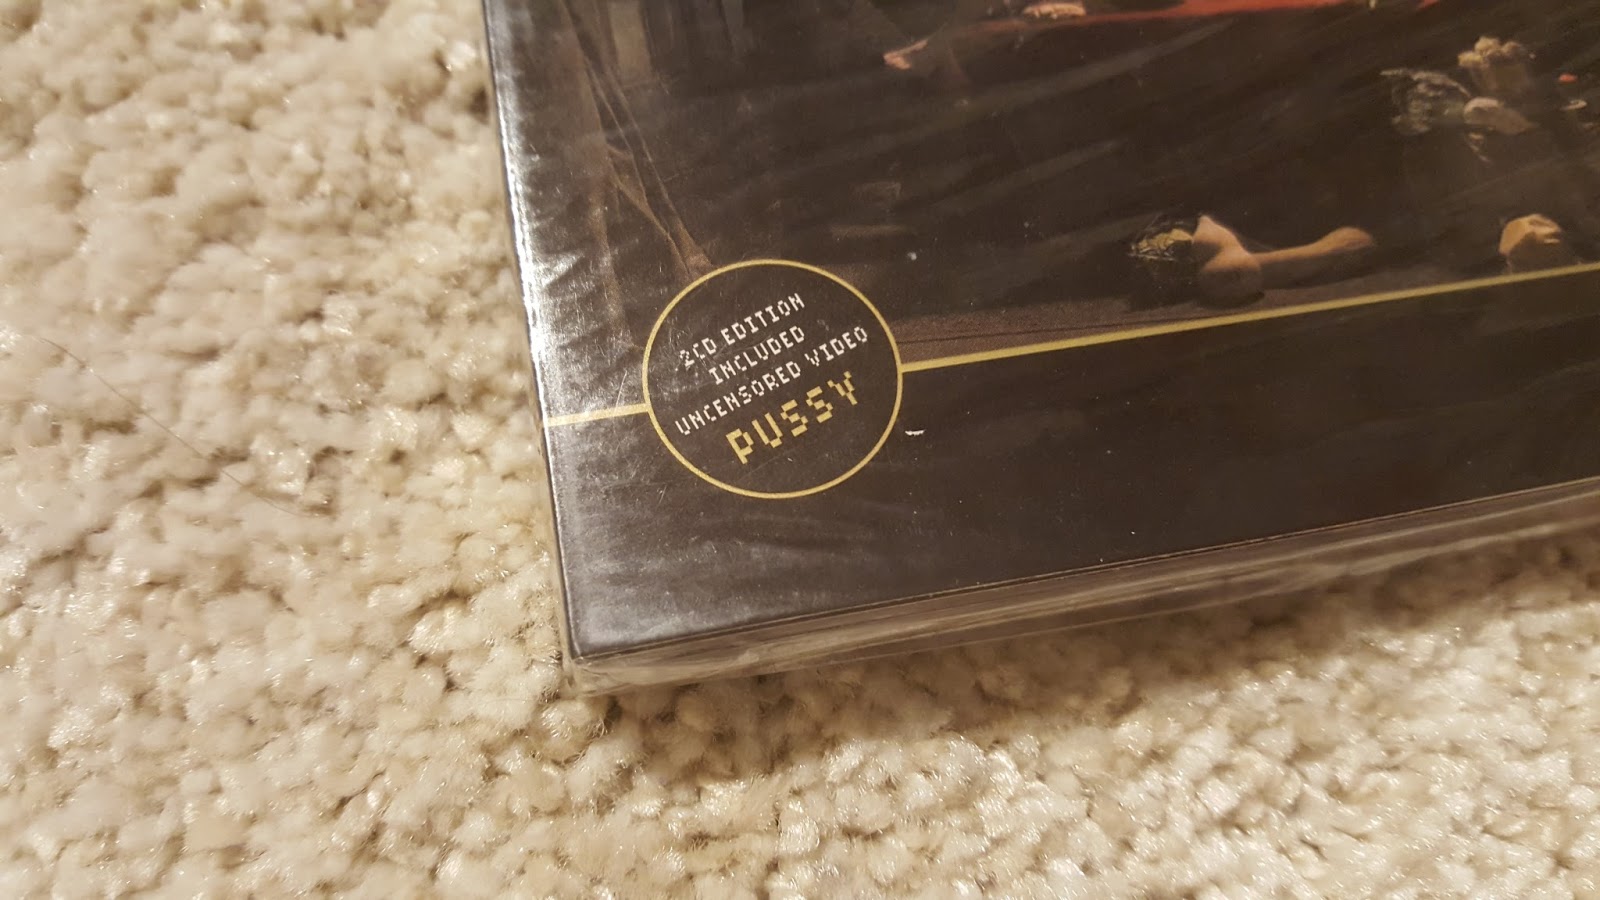 2CD EDITION
INCLUDED
UNCENSORED VIDEO
PUSSY